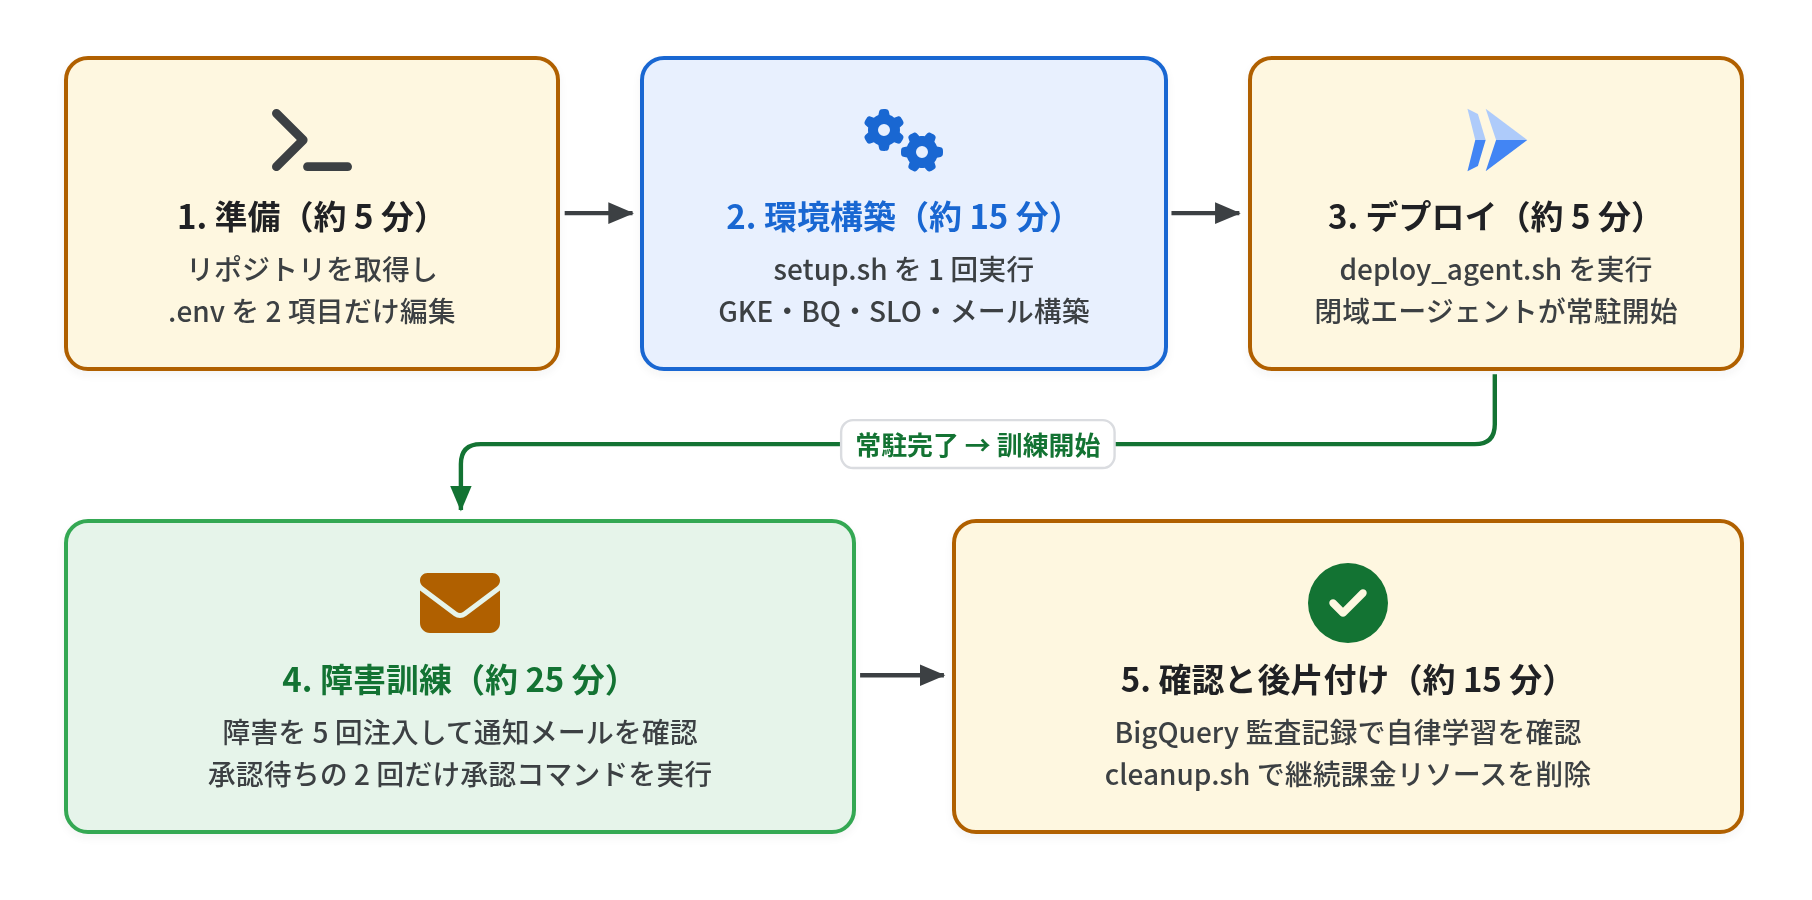 1. 準備（約 5 分）
リポジトリを取得し
.env を 2 項目だけ編集
2. 環境構築（約 15 分）
setup.sh を 1 回実行
GKE・BQ・SLO・メール構築
3. デプロイ（約 5 分）
deploy_agent.sh を実行
閉域エージェントが常駐開始
常駐完了 → 訓練開始
4. 障害訓練（約 25 分）
障害を 5 回注入して通知メールを確認
承認待ちの 2 回だけ承認コマンドを実行
5. 確認と後片付け（約 15 分）
BigQuery 監査記録で自律学習を確認
cleanup.sh で継続課金リソースを削除